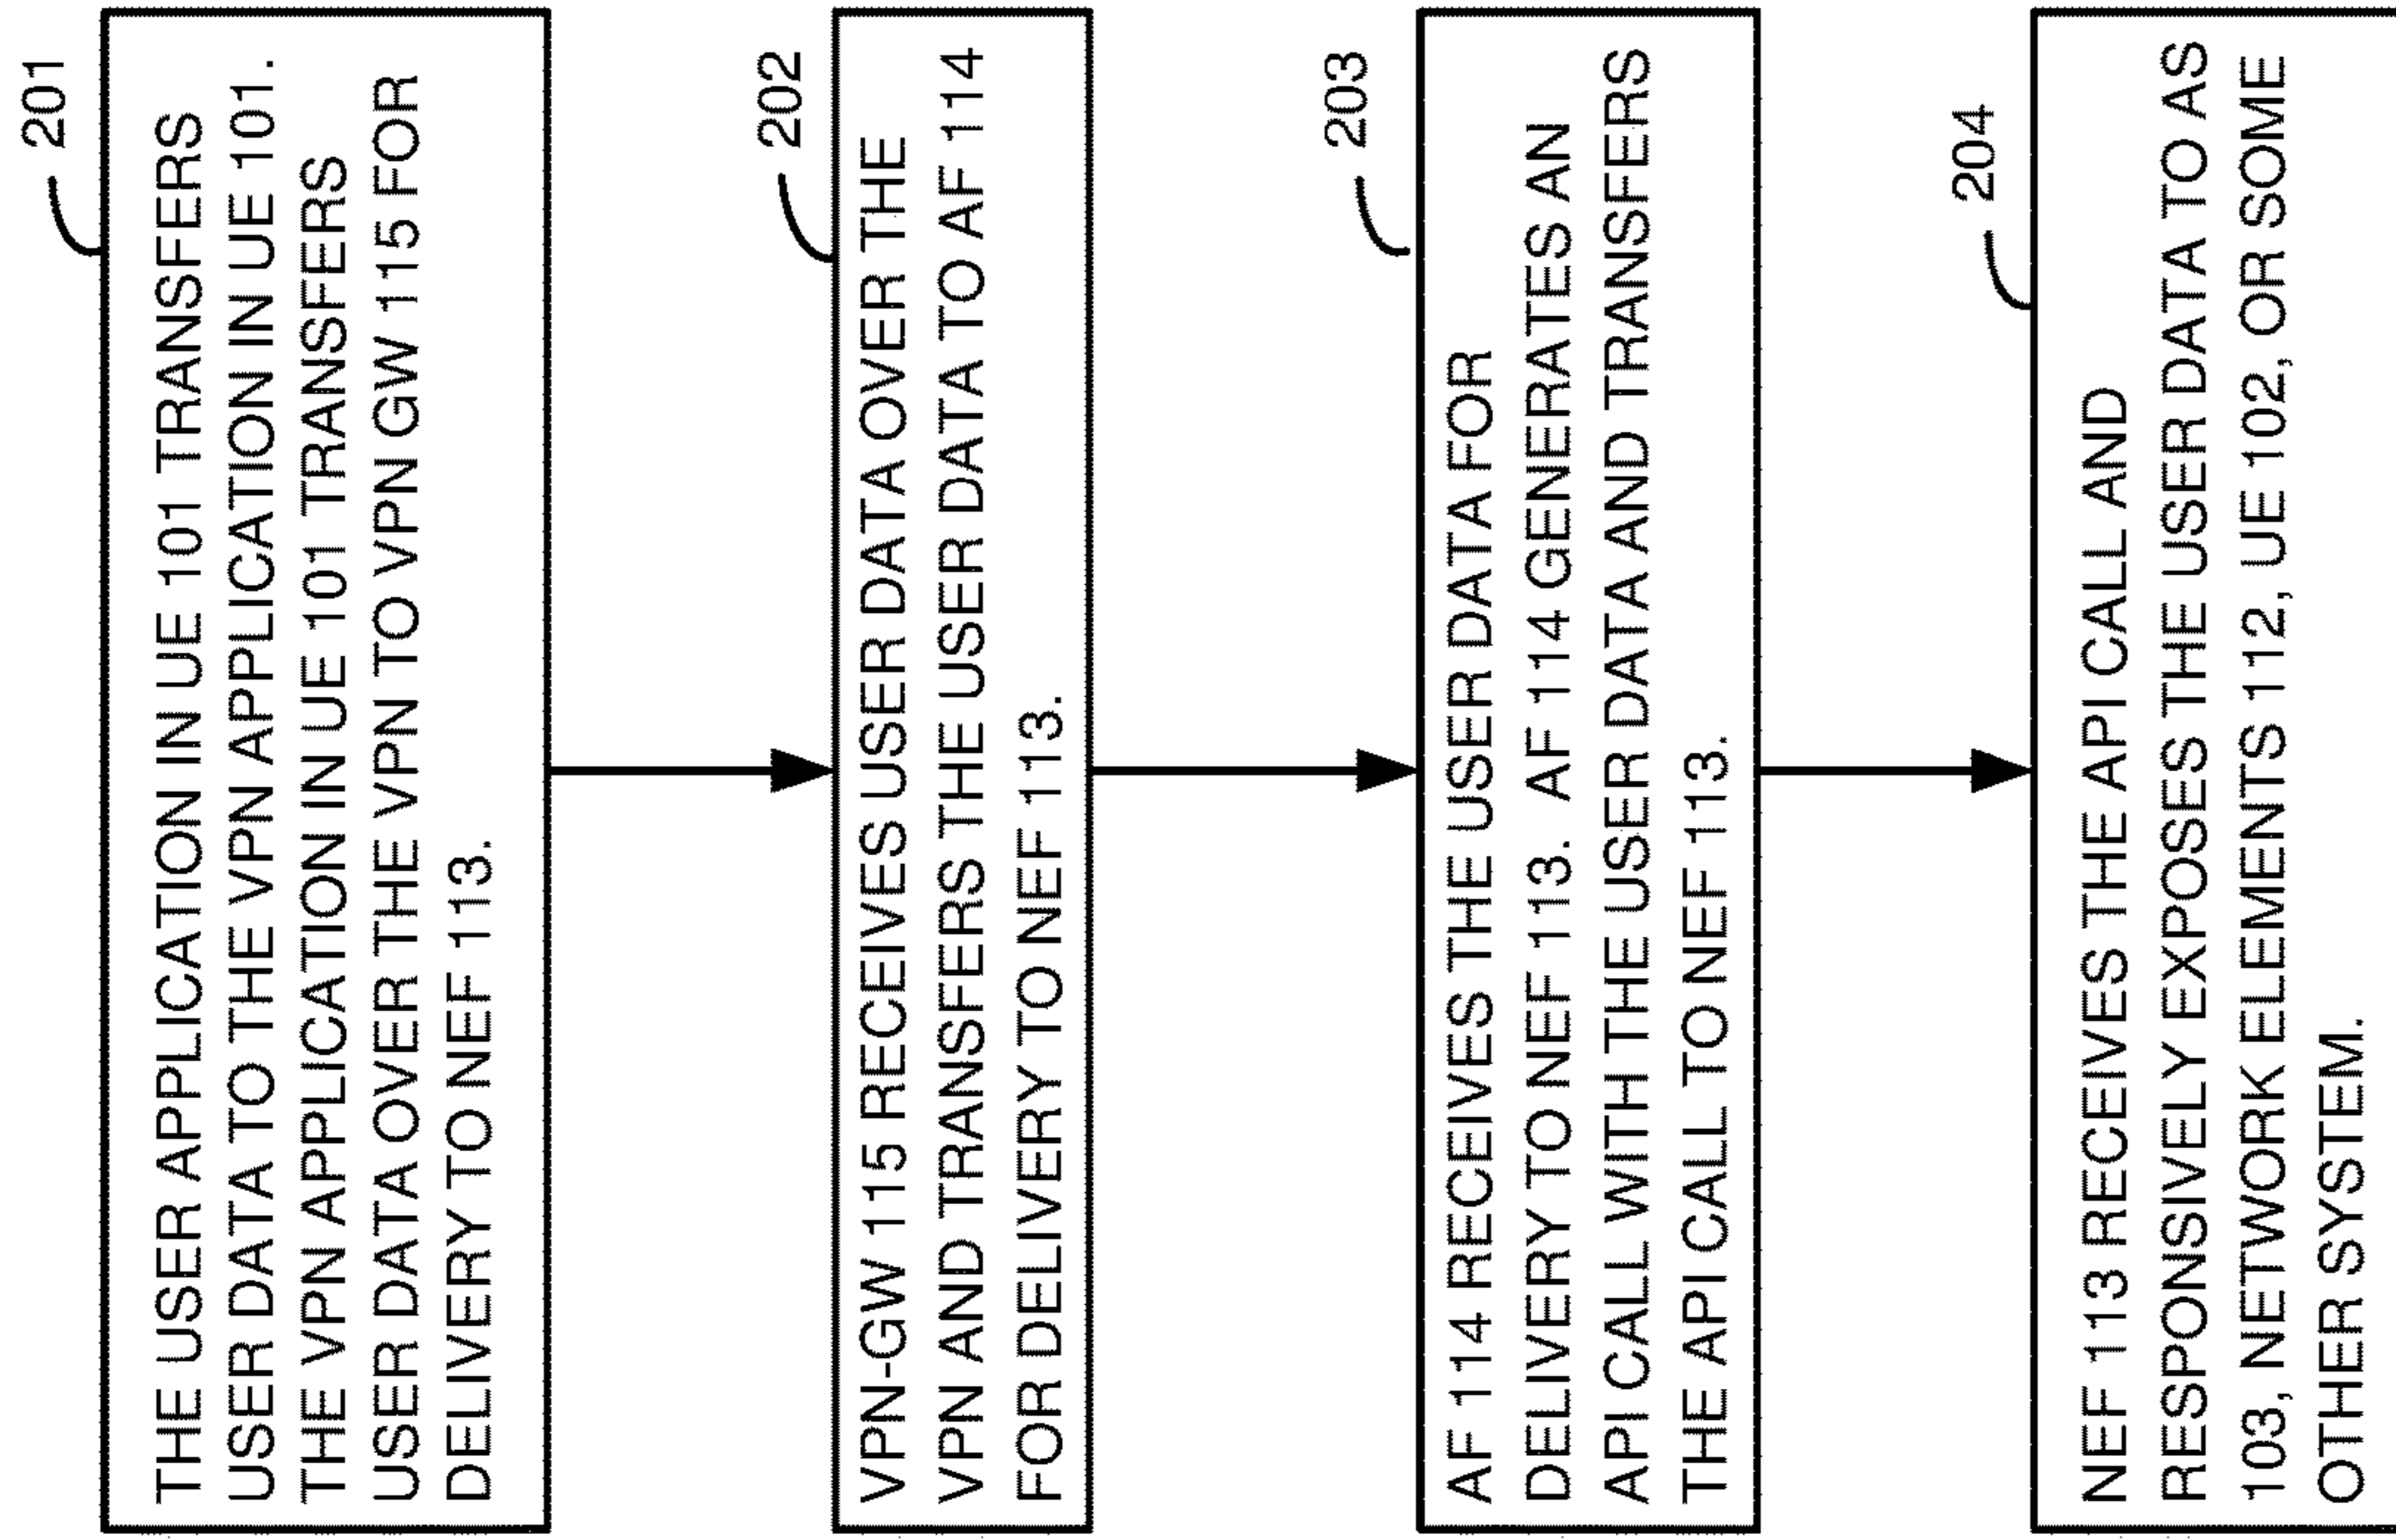 201
THE USER APPLICATION IN UE 101 TRANSFERS
USER DATA TO THE VPN APPLICATION IN UE 101.
THE VPN APPLICATION IN UE 101 TRANSFERS
USER DATA OVER THE VPN TO VPN GW 115 FOR
DELIVERY TO NEF 113.
202
VPN-GW 115 RECEIVES USER DATA OVER THE
VPN AND TRANSFERS THE USER DATA TO AF 114
FOR DELIVERY TO NEF 113.
203
AF 114 RECEIVES THE USER DATA FOR
DELIVERY TO NEF 113. AF 114 GENERATES AN
API CALL WITH THE USER DATA AND TRANSFERS
THE API CALL TO NEF 113.
204
NEF 113 RECEIVES THE API CALL AND
RESPONSIVELY EXPOSES THE USER DATA TO AS
103, NETWORK ELEMENTS 112, UE 102, OR SOME
OTHER SYSTEM.